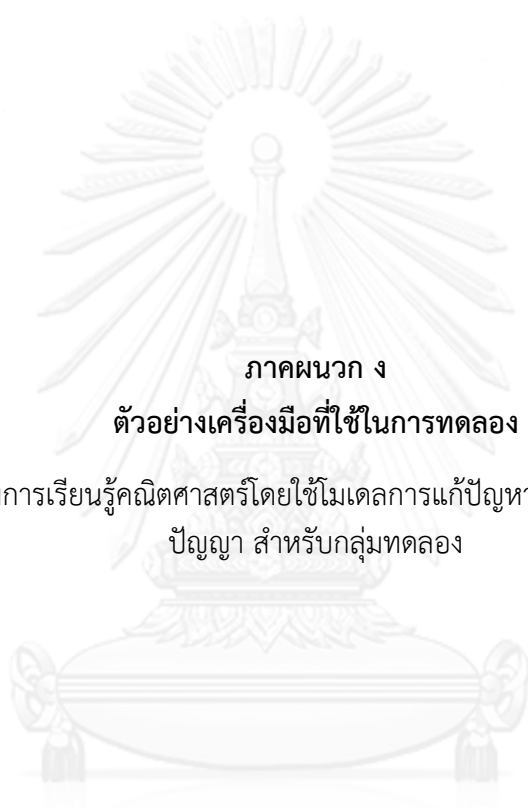 ภาคผนวก ง
ตัวอย่างเครื่องมือที่ใช้ในการทดลอง
การเรียนรู้คณิตศาสตร์โดยใช้โมเดลการแก้ปัญหา
ปัญญา สำหรับกลุ่มทดลอง